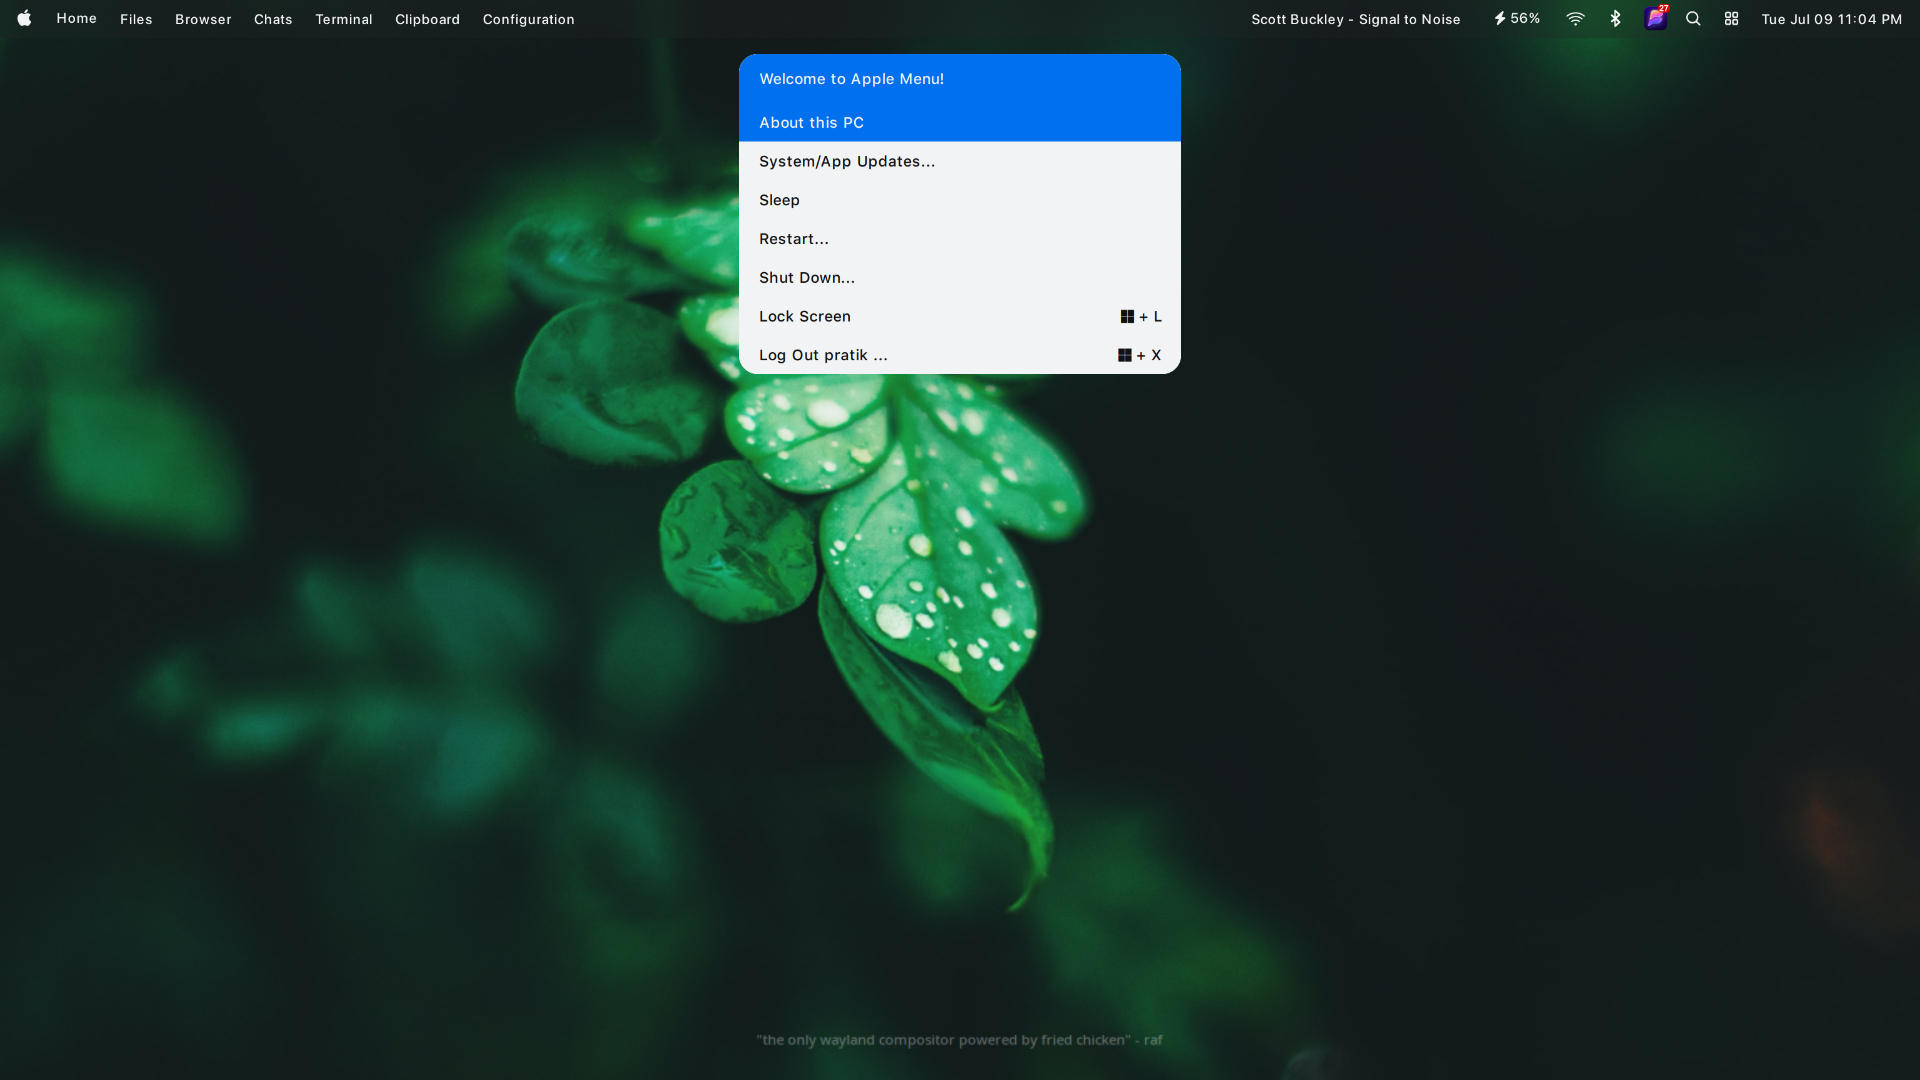 Home Files Browser Chats Terminal Clipboard Configuration Scott Buckley - Signal to Noise 56% 27 Tue Jul 09 11:04 PM
Welcome to Apple Menu!
About this PC
System/App Updates...
Sleep
Restart...
Shut Down...
Lock Screen + L
Log Out pratik ... + X
"the only wayland compositor powered by fried chicken" - raf